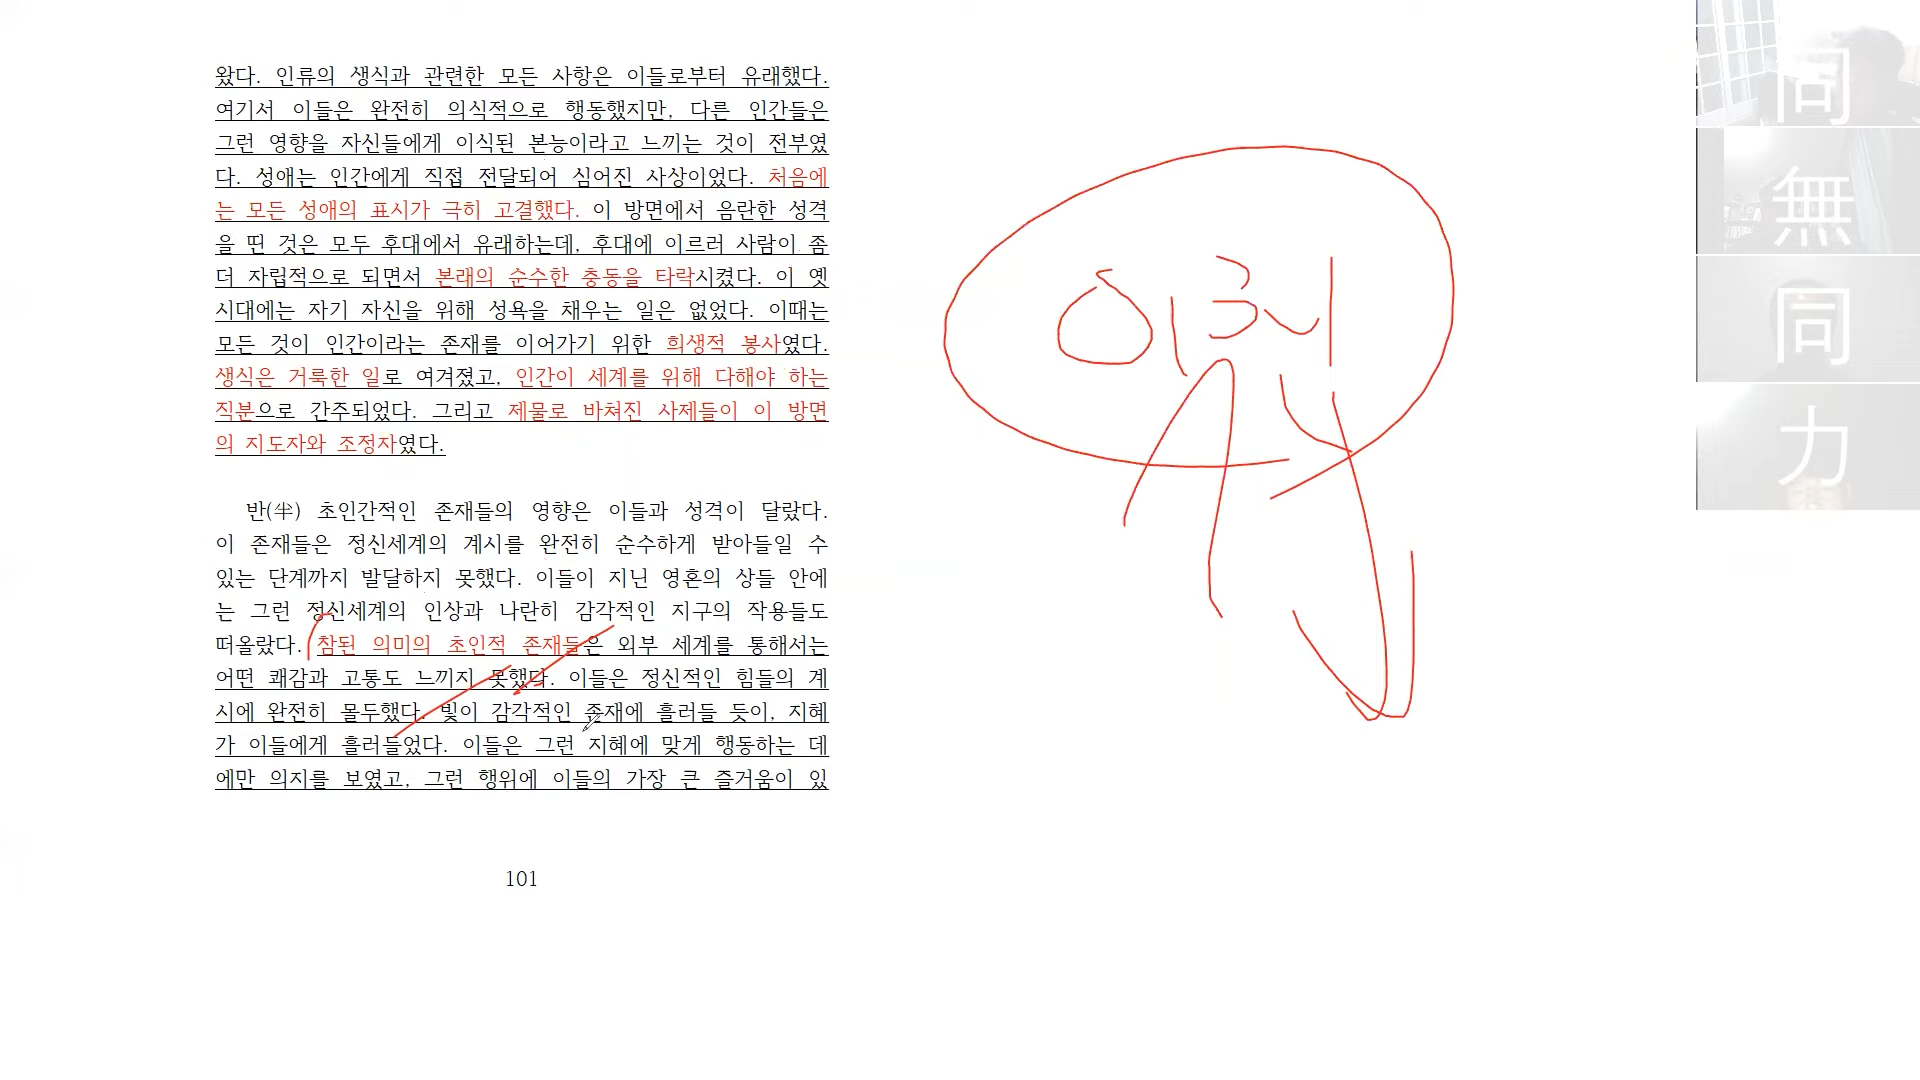 왔다. 인류의 생식과 관련한 모든 사항은 이들로부터 유래했다.
여기서 이들은 완전히 의식적으로 행동했지만, 다른 인간들은
그런 영향을 자신들에게 이식된 본능이라고 느끼는 것이 전부였
다. 성애는 인간에게 직접 전달되어 심어진 사상이었다. 처음에
는 모든 성애의 표시가 극히 고결했다. 이 방면에서 음란한 성격
을 띤 것은 모두 후대에서 유래하는데, 후대에 이르러 사람이 좀
더 자립적으로 되면서 본래의 순수한 충동을 타락시켰다. 이 옛
시대에는 자기 자신을 위해 성욕을 채우는 일은 없었다. 이때는
모든 것이 인간이라는 존재를 이어가기 위한 희생적 봉사였다.
생식은 거룩한 일로 여겨졌고, 인간이 세계를 위해 다해야 하는
직분으로 간주되었다. 그리고 제물로 바쳐진 사제들이 이 방면
의 지도자와 조정자였다.
반(半) 초인간적인 존재들의 영향은 이들과 성격이 달랐다.
이 존재들은 정신세계의 계시를 완전히 순수하게 받아들일 수
있는 단계까지 발달하지 못했다. 이들이 지닌 영혼의 상들 안에
는 그런 정신세계의 인상과 나란히 감각적인 지구의 작용들도
떠올랐다. 참된 의미의 초인적 존재들은 외부 세계를 통해서는
어떤 쾌감과 고통도 느끼지 못했다. 이들은 정신적인 힘들의 계
시에 완전히 몰두했다. 빛이 감각적인 존재에 흘러들 듯이, 지혜
가 이들에게 흘러들었다. 이들은 그런 지혜에 맞게 행동하는 데
에만 의지를 보였고, 그런 행위에 이들의 가장 큰 즐거움이 있
101
同
無
同
力